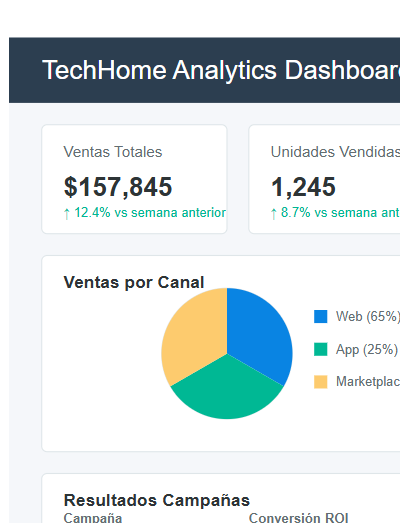 TechHome Analytics Dashboar
Ventas Totales
$157,845
↑ 12.4% vs semana anterior
Unidades Vendidas
1,245
↑ 8.7% vs semana ant
Ventas por Canal
Web (65%)
App (25%)
Marketplac
Resultados Campañas
Campaña Conversión ROI